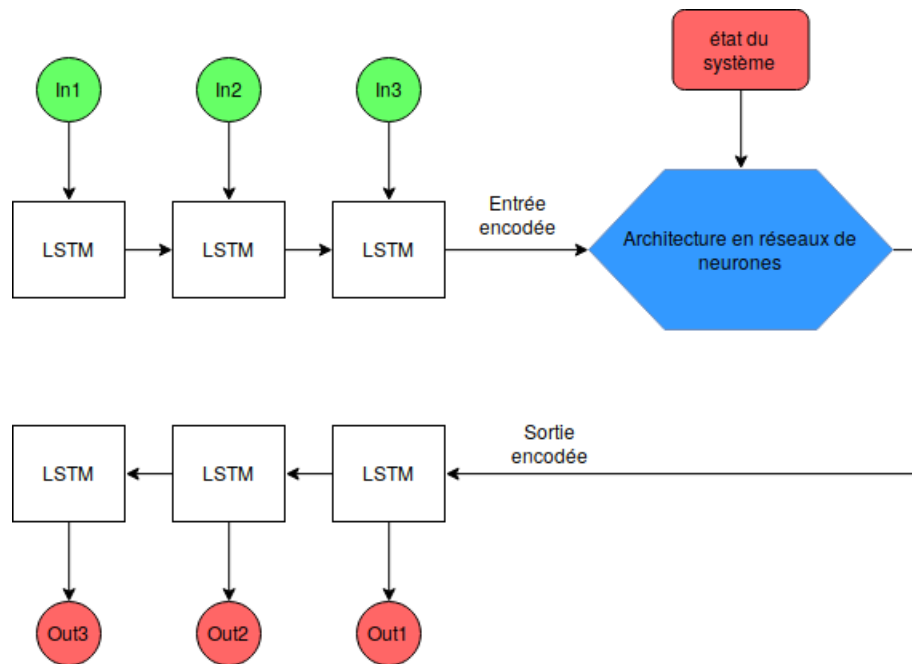 état du
système
In1
In2
In3
LSTM
LSTM
LSTM
Entrée
encodée
Architecture en réseaux de
neurones
LSTM
LSTM
LSTM
Sortie
encodée
Out3
Out2
Out1